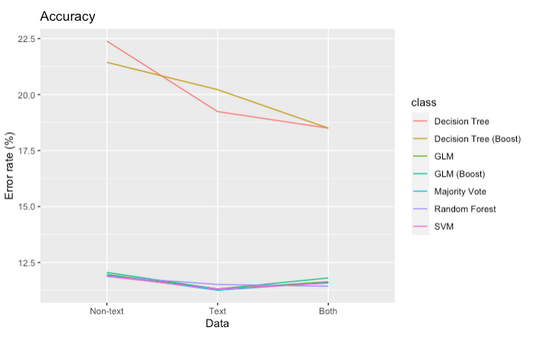 Accuracy
22.5
20.0
17.5
15.0
12.5
Error rate (%)
Non-text Text Both
Data
class
Decision Tree
Decision Tree (Boost)
GLM
GLM (Boost)
Majority Vote
Random Forest
SVM